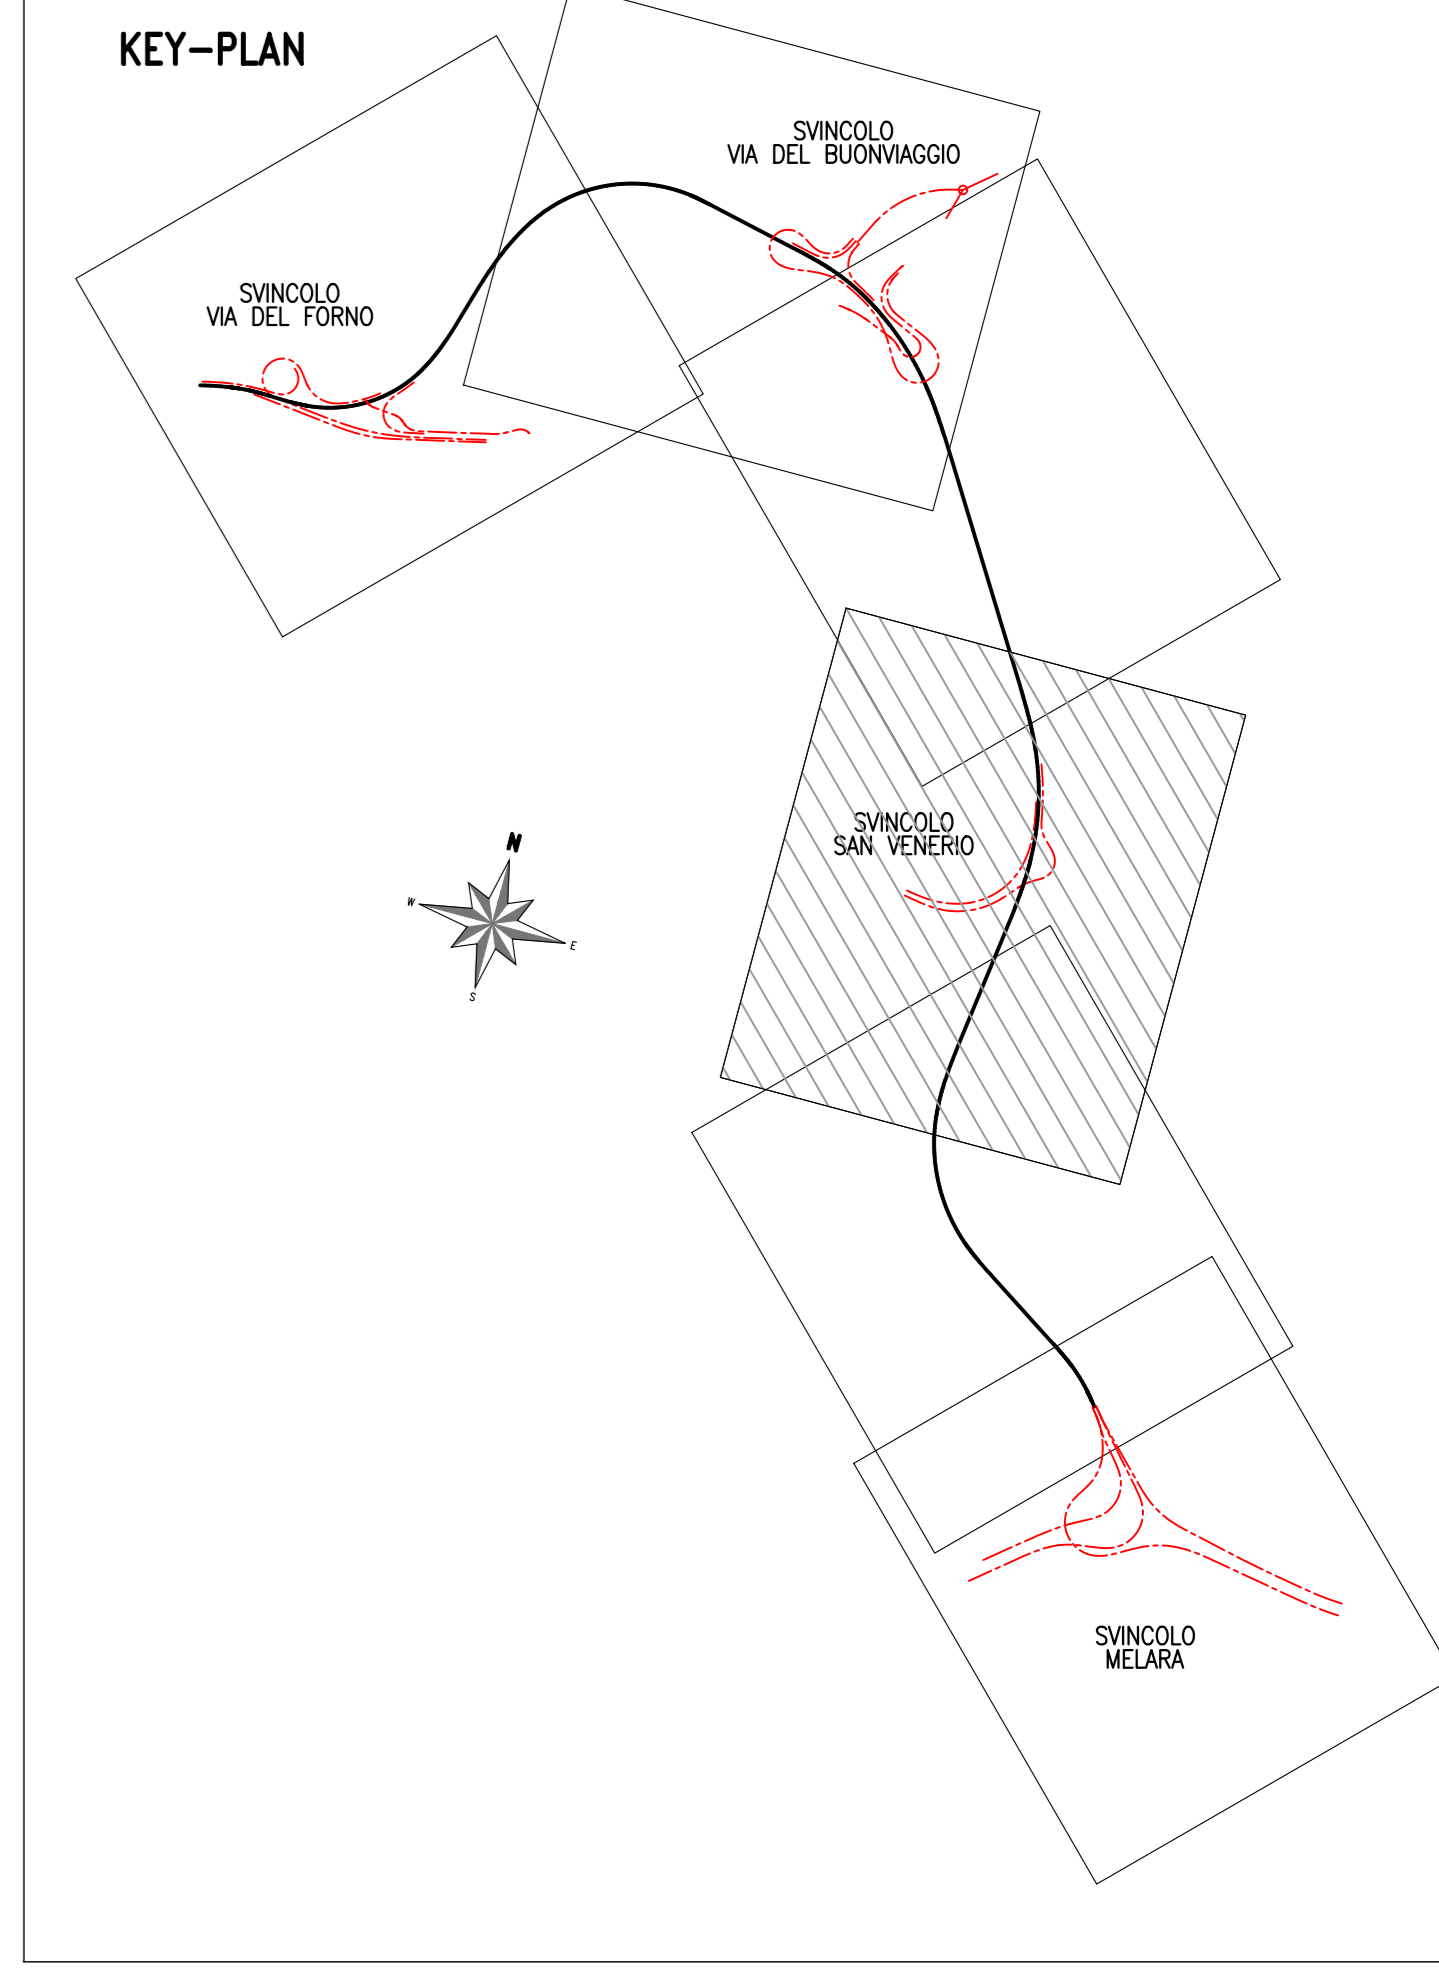 KEY-PLAN
SVINCOLO
VIA DEL BUONVIAGGIO
SVINCOLO
VIA DEL FORNO
SVINCOLO
SAN VENERIO
N
W
E
S
SVINCOLO
MELARA